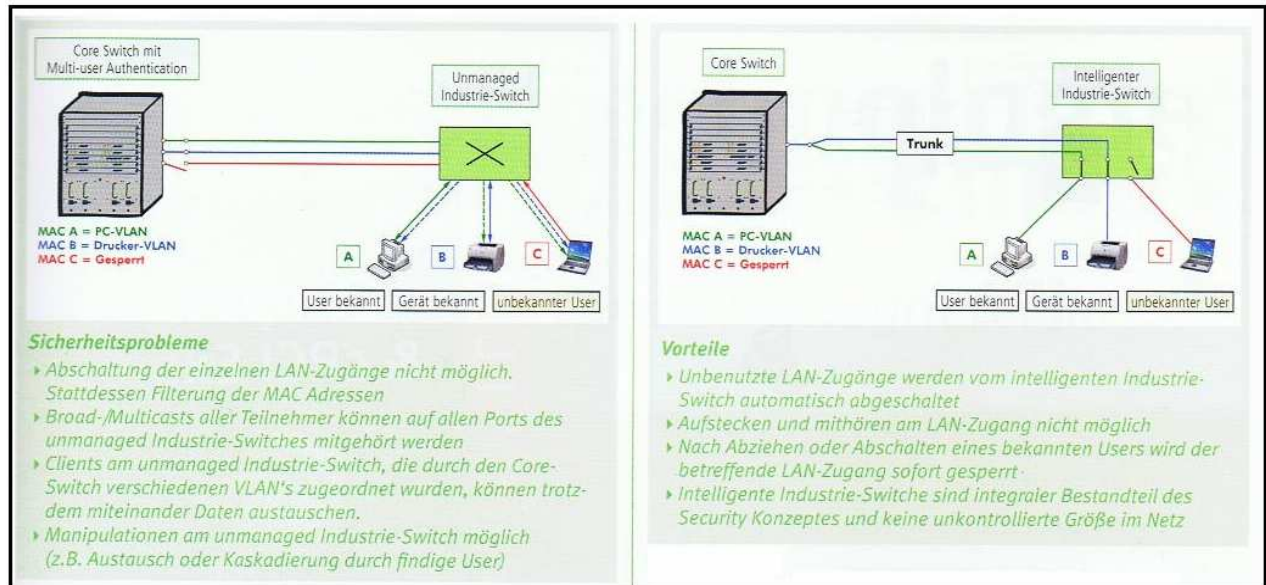 Core Switch mit
Multi-user Authentication
Unmanaged
Industrie-Switch
MAC A = PC-VLAN
MAC B = Drucker-VLAN
MAC C = Gesperrt
A
B
C
User bekannt
Gerät bekannt
unbekannter User
Sicherheitsprobleme
Abschaltung der einzelnen LAN-Zugänge nicht möglich.
Stattdessen Filterung der MAC Adressen
Broad-/Multicasts aller Teilnehmer können auf allen Ports des
unmanaged Industrie-Switches mitgehört werden
Clients am unmanaged Industrie-Switch, die durch den Core-
Switch verschiedenen VLAN's zugeordnet wurden, können trotz-
dem miteinander Daten austauschen.
Manipulationen am unmanaged Industrie-Switch möglich
(z.B. Austausch oder Kaskadierung durch findige User)
Core Switch
Intelligenter
Industrie-Switch
Trunk
MAC A = PC-VLAN
MAC B = Drucker-VLAN
MAC C = Gesperrt
A
B
C
User bekannt
Gerät bekannt
unbekannter User
Vorteile
Unbenutzte LAN-Zugänge werden vom intelligenten Industrie-
Switch automatisch abgeschaltet
Aufstecken und mithören am LAN-Zugang nicht möglich
Nach Abziehen oder Abschalten eines bekannten Users wird der
betreffende LAN-Zugang sofort gesperrt
Intelligente Industrie-Switche sind integraler Bestandteil des
Security Konzeptes und keine unkontrollierte Größe im Netz